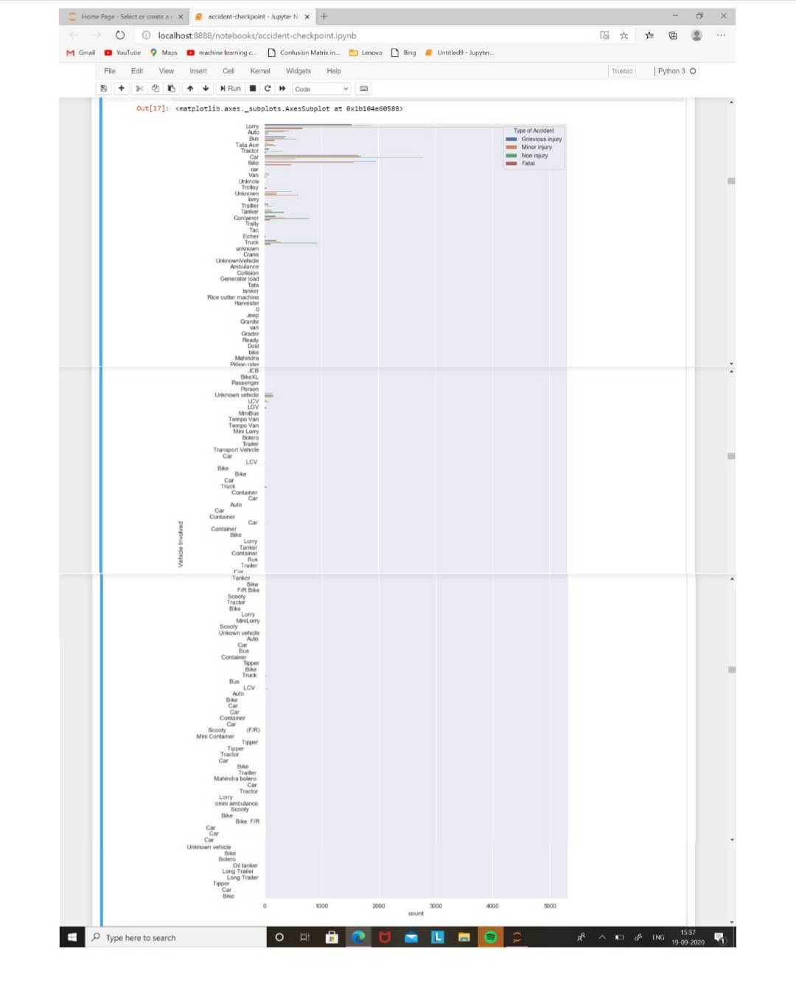 Home Page - Select or create a
accident-checkpoint - Jupyter N
localhost:8888/notebooks/accident-checkpoint.ipynb
Gmail YouTube Maps machine learning c... Confusion Matrix in... Lenovo Bing Untitled9 - Jupyter...
File Edit View Insert Cell Kernel Widgets Help Trusted Python 3
Run Code
Out[17]: <matplotlib.axes._subplots.AxesSubplot at 0x1b104e60588>
Type of Accident
Grievious injury
Minor injury
Non injury
Fatal
Lorry
Auto
Bus
Tata Ace
Tractor
Car
Bike
car
Van
Unknow
Trolley
Unknown
lorry
Trailler
Tanker
Container
Trally
Tac
Eicher
Truck
unknown
Crane
UnknownVehicle
Ambulance
Collision
Generator load
Tata
tanker
Rice cutter machine
Harvester
0
Jeep
Granite
van
Grader
Ready
Dost
bike
Mahindra
Pillion rider
JCB
BikeXL
Passenger
Person
Unknown vehicle
LCV
LGV
MiniBus
Tempo Van
Tempo Van
Mini Lorry
Bolero
Trailer
Transport Vehicle
Car
LCV
Bike
Bike
Car
Truck
Container
Car
Auto
Car
Container
Car
Container
Bike
Lorry
Tanker
Container
Bus
Trailer
Car
Tanker
Bike
F/R Bike
Scooty
Tractor
Bike
Lorry
MiniLorry
Scooty
Unkown vehicle
Auto
Car
Bus
Container
Tipper
Bike
Truck
Bus
LCV
Auto
Bike
Car
Car
Container
Car
Scooty (F/R)
Mini Container
Tipper
Tipper
Tractor
Car
Bike
Trailler
Mahindra bolero
Car
Tractor
Lorry
omni ambulance
Scooty
Bike
Bike F/R
Car
Car
Car
Unknown vehicle
Bike
Bolero
Oil tanker
Long Trailer
Long Trailer
Tipper
Car
Bike
Vehicle Involved
0 1000 2000 3000 4000 5000
count
Type here to search
L
ENG
15:37
19-09-2020
1